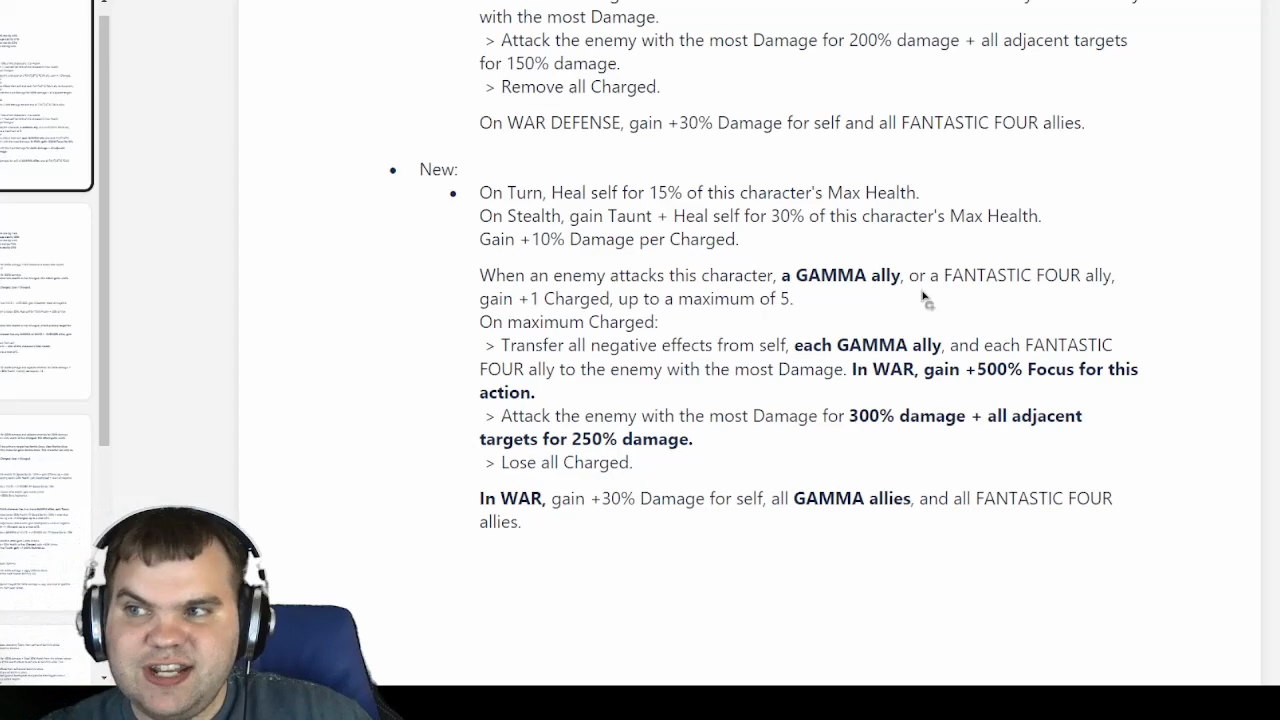 with the most Damage.
> Attack the enemy with the most Damage for 200% damage + all adjacent targets
for 150% damage.
> Remove all Charged.
On WAR DEFENSE, gain +30% Damage for self and all FANTASTIC FOUR allies.
New:
On Turn, Heal self for 15% of this character's Max Health.
On Stealth, gain Taunt + Heal self for 30% of this character's Max Health.
Gain +10% Damage per Charged.
When an enemy attacks this character, a GAMMA ally, or a FANTASTIC FOUR ally,
gain +1 Charged, up to a max of 5.
On maximum Charged:
> Transfer all negative effects from self, each GAMMA ally, and each FANTASTIC
FOUR ally to the enemy with the most Damage. In WAR, gain +500% Focus for this
action.
> Attack the enemy with the most Damage for 300% damage + all adjacent
targets for 250% damage.
> Lose all Charged.
In WAR, gain +30% Damage for self, all GAMMA allies, and all FANTASTIC FOUR
allies.